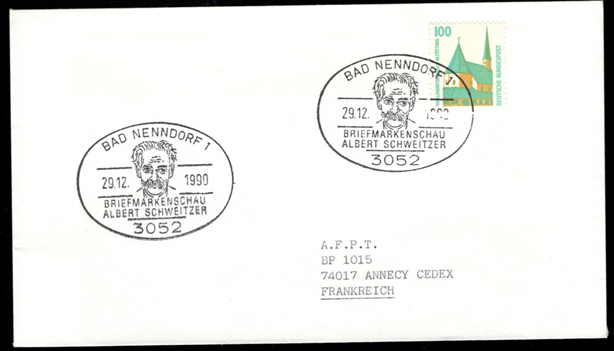 100
DEUTSCHE BUNDESPOST
BAD NENNDORF 1
29.12.
BRIEFMARKENSCHAU
ALBERT SCHWEITZER
3052
BAD NENNDORF 1
29.12. 1990
BRIEFMARKENSCHAU
ALBERT SCHWEITZER
3052
A.F.P.T.
BP 1015
74017 ANNECY CEDEX
FRANKREICH